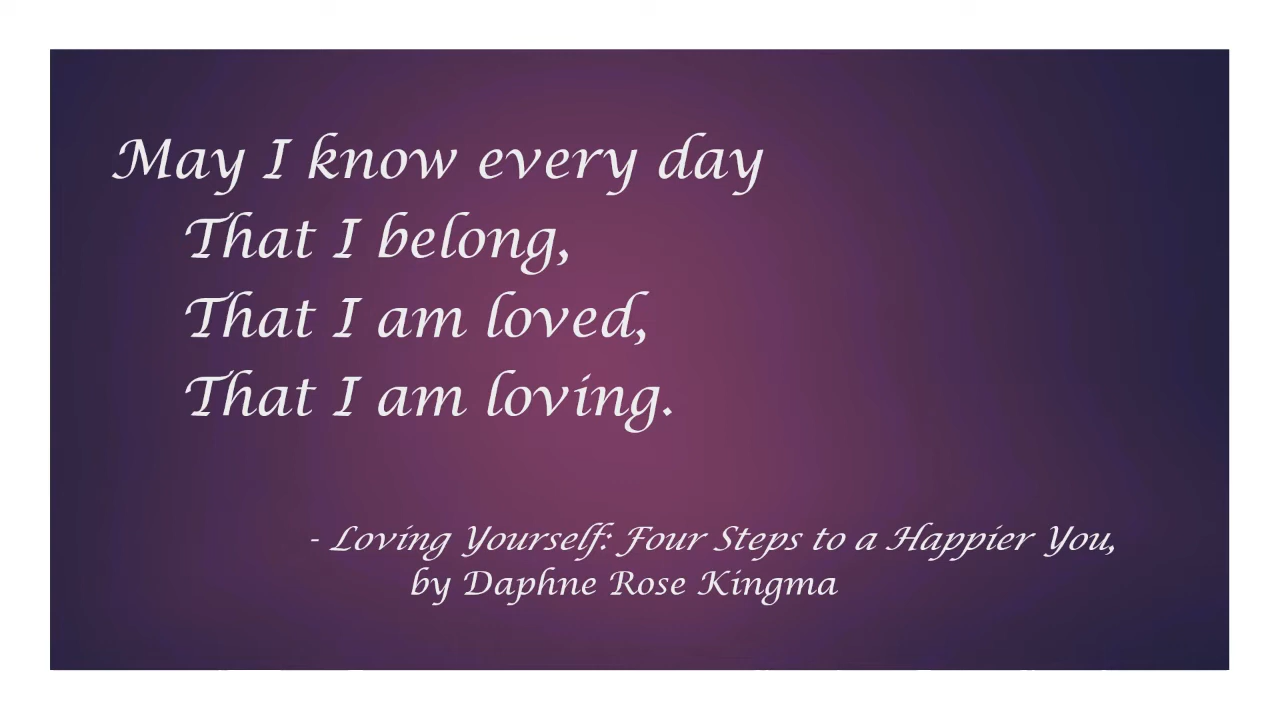 May I know every day
That I belong,
That I am loved,
That I am loving.
- Loving Yourself: Four Steps to a Happier You,
by Daphne Rose Kingma